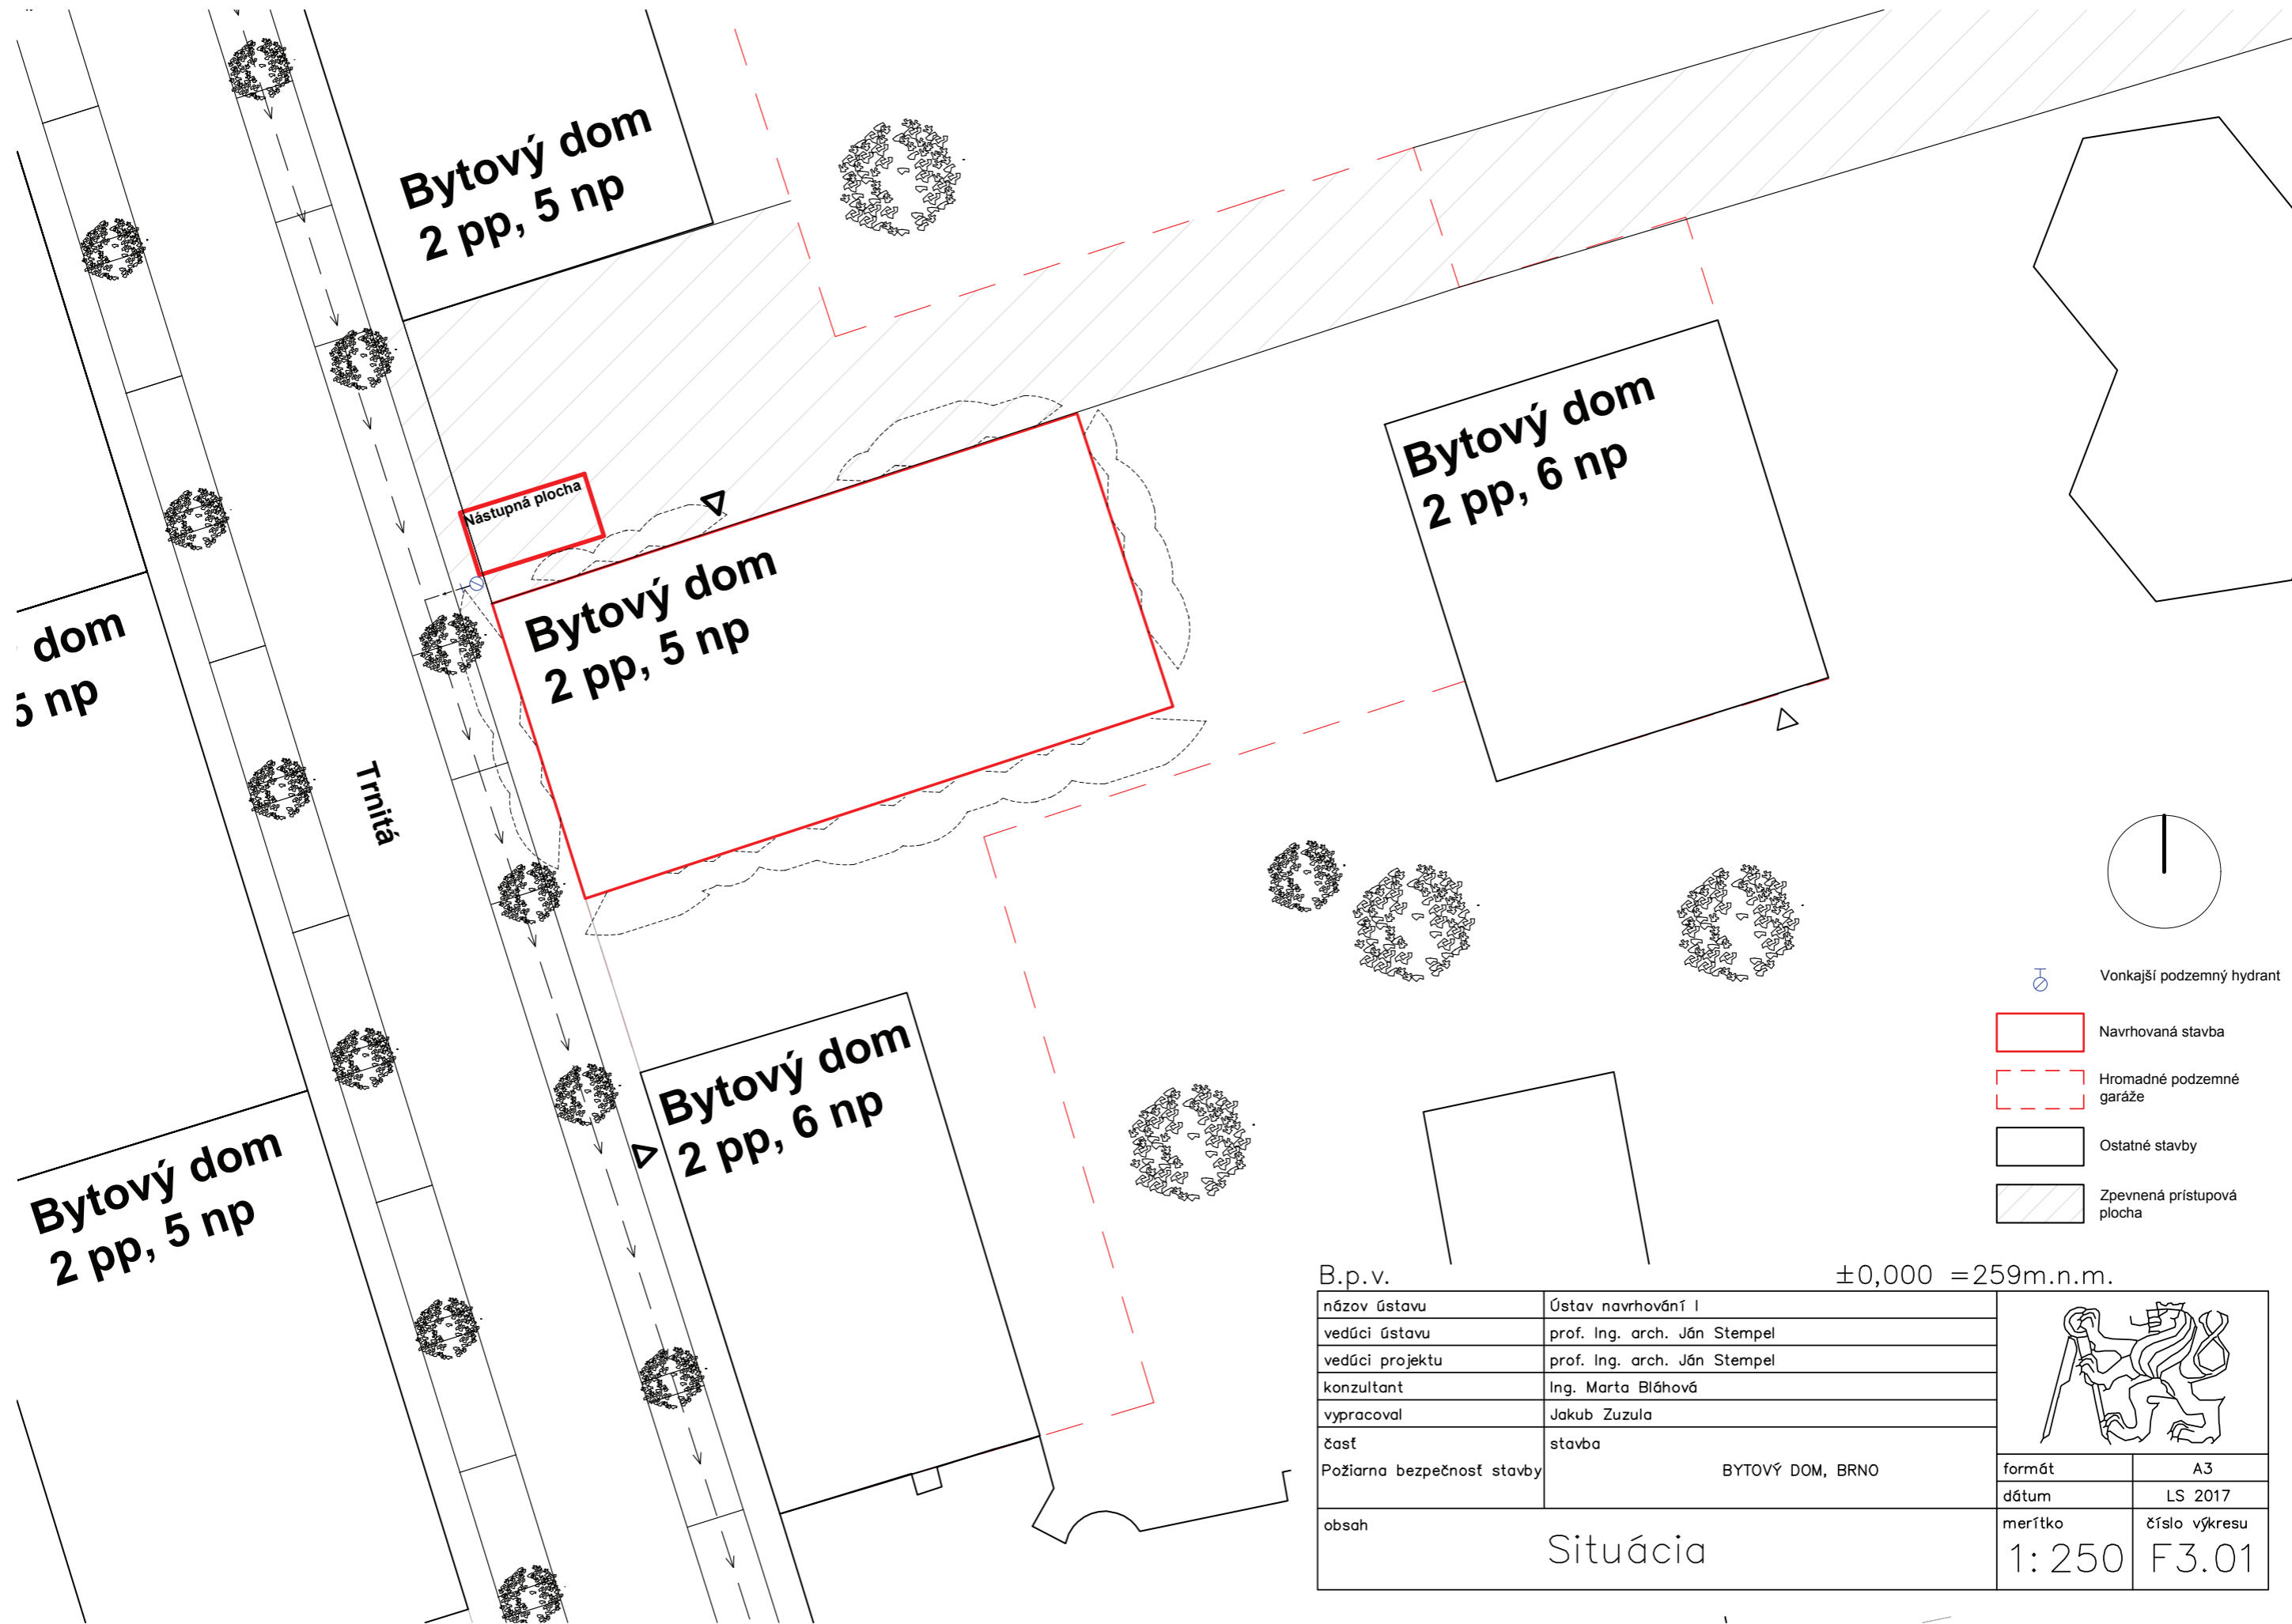 Bytový dom
2 pp, 5 np
Nástupná plocha
Bytový dom
2 pp, 5 np
Bytový dom
2 pp, 6 np
dom
5 np
Trnitá
Bytový dom
2 pp, 6 np
Bytový dom
2 pp, 5 np
Vonkajší podzemný hydrant
Navrhovaná stavba
Hromadné podzemné
garáže
Ostatné stavby
Zpevnená prístupová
plocha
B.p.v. ±0,000 =259m.n.m.
názov ústavu Ústav navrhování I
vedúci ústavu prof. Ing. arch. Ján Stempel
vedúci projektu prof. Ing. arch. Ján Stempel
konzultant Ing. Marta Bláhová
vypracoval Jakub Zuzula
časť stavba
Požiarna bezpečnosť stavby BYTOVÝ DOM, BRNO
formát A3
dátum LS 2017
obsah merítko číslo výkresu
Situácia 1:250 F3.01